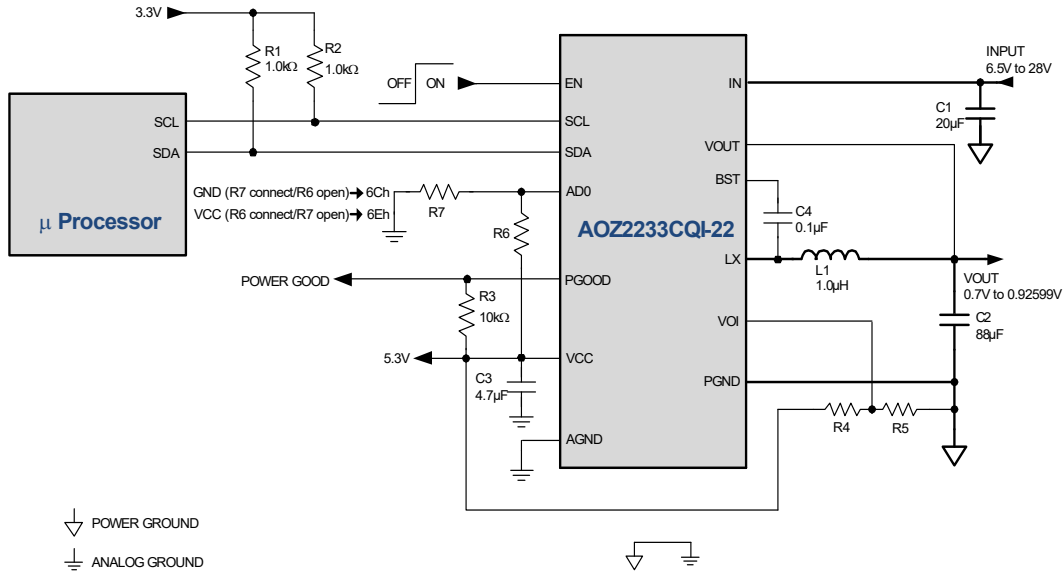 3.3V
R1
1.0kΩ
R2
1.0kΩ
OFF
ON
μ Processor
SCL
SDA
GND (R7 connect/R6 open)➔ 6Ch
VCC (R6 connect/R7 open)➔ 6Eh
R7
R6
POWER GOOD
R3
10kΩ
5.3V
C3
4.7μF
AOZ2233CQI-22
EN
SCL
SDA
AD0
PGOOD
VCC
AGND
IN
VOUT
BST
LX
VOI
PGND
INPUT
6.5V to 28V
C1
20μF
C4
0.1μF
L1
1.0μH
VOUT
0.7V to 0.92599V
C2
88μF
R4
R5
POWER GROUND
ANALOG GROUND